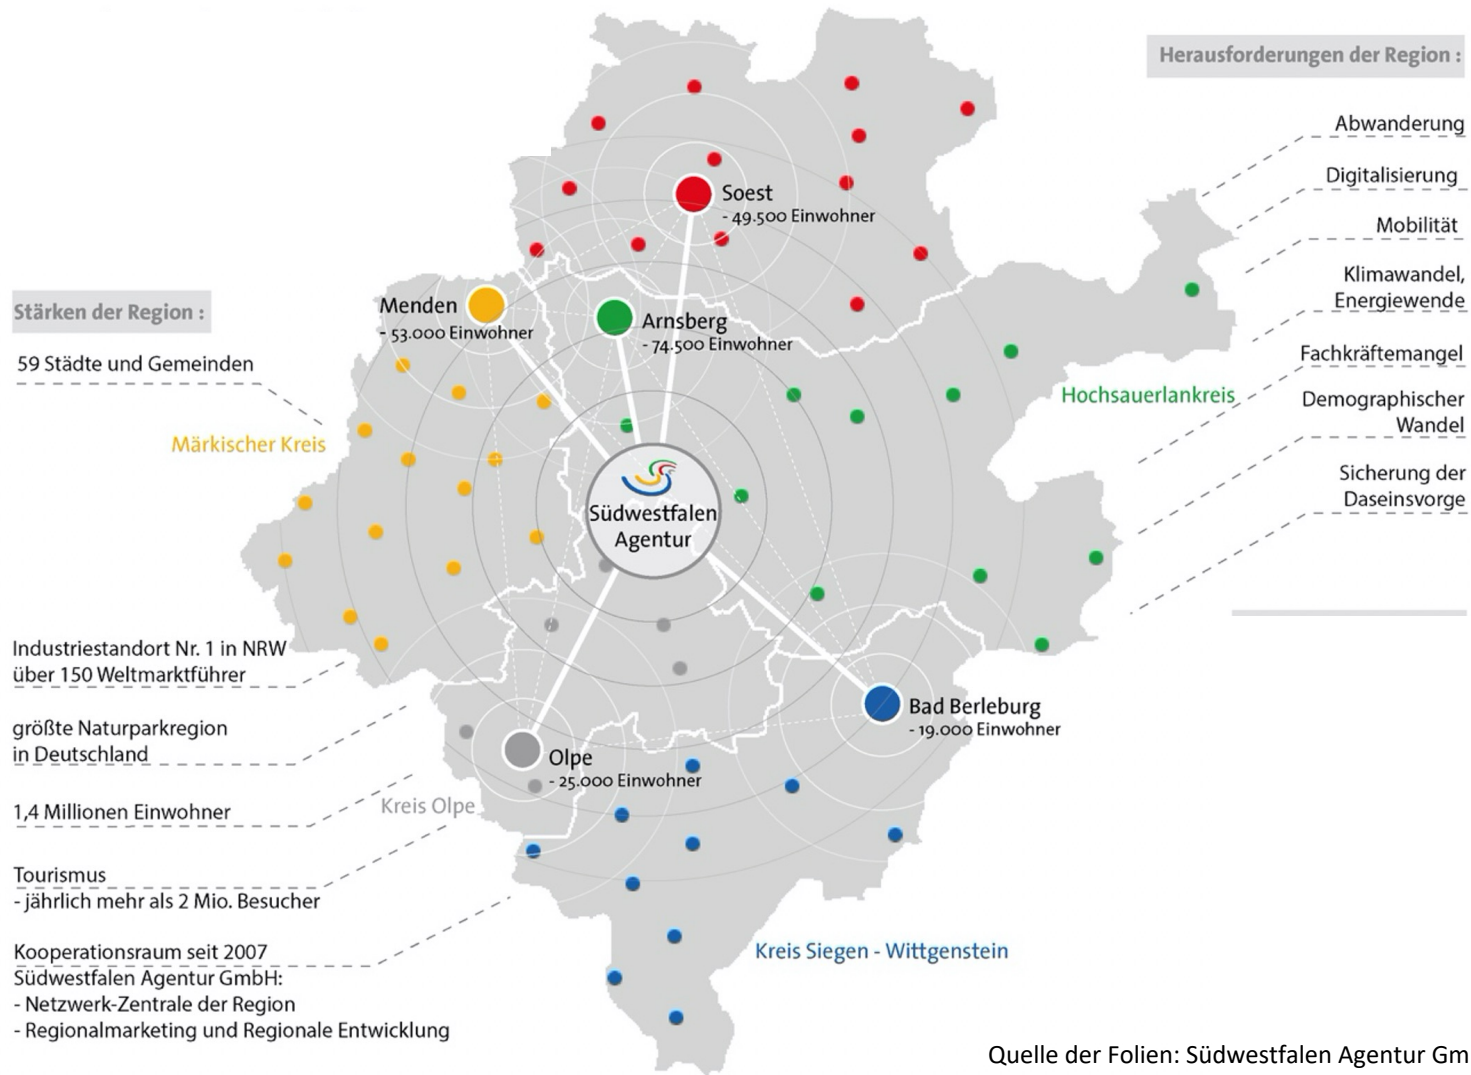 Herausforderungen der Region :
Abwanderung
Digitalisierung
Mobilität
Klimawandel,
Energiewende
Fachkräftemangel
Demographischer
Wandel
Sicherung der
Daseinsvorge
Soest
- 49.500 Einwohner
Menden
- 53.000 Einwohner
Arnsberg
- 74.500 Einwohner
Hochsauerlankreis
Stärken der Region :
59 Städte und Gemeinden
Märkischer Kreis
Südwestfalen
Agentur
Industriestandort Nr. 1 in NRW
über 150 Weltmarktführer
größte Naturparkregion
in Deutschland
1,4 Millionen Einwohner
Tourismus
- jährlich mehr als 2 Mio. Besucher
Kooperationsraum seit 2007
Südwestfalen Agentur GmbH:
- Netzwerk-Zentrale der Region
- Regionalmarketing und Regionale Entwicklung
Bad Berleburg
- 19.000 Einwohner
Olpe
- 25.000 Einwohner
Kreis Olpe
Kreis Siegen - Wittgenstein
Quelle der Folien: Südwestfalen Agentur Gm